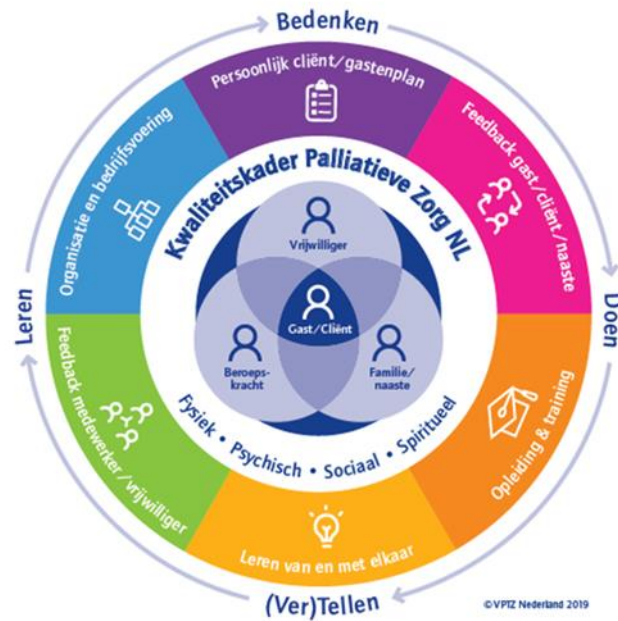 Bedenken
Persoonlijk cliënt/gastenplan
Feedback gast/cliënt/naaste
Doen
Opleiding & training
Leren van en met elkaar
(Ver)Tellen
Feedback medewerker/vrijwilliger
Leren
Organisatie en bedrijfsvoering
Kwaliteitskader Palliatieve Zorg NL
Vrijwilliger
Gast/Cliënt
Beroeps-
kracht
Familie/
naaste
Fysiek • Psychisch • Sociaal • Spiritueel
©VPTZ Nederland 2019